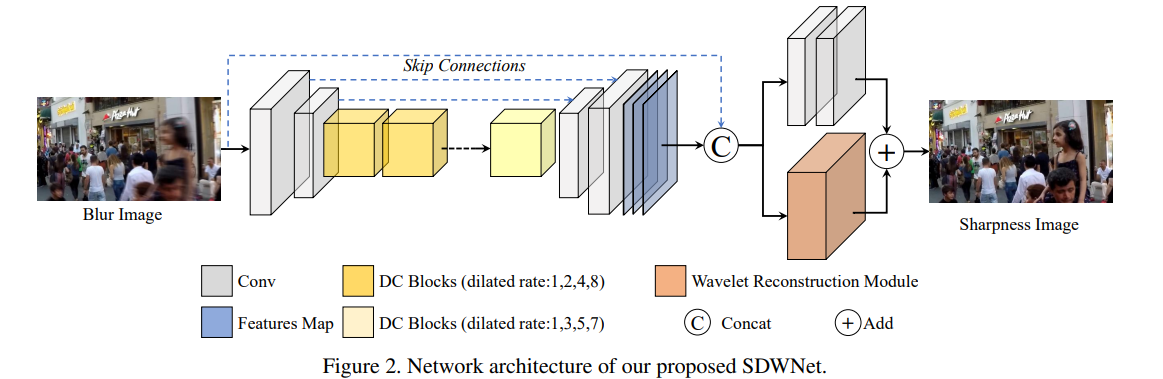 Skip Connections
C
+
Pizza Hut
Blur Image
Sharpness Image
Conv
DC Blocks (dilated rate:1,2,4,8)
Wavelet Reconstruction Module
Features Map
DC Blocks (dilated rate:1,3,5,7)
C Concat
+ Add
Figure 2. Network architecture of our proposed SDWNet.